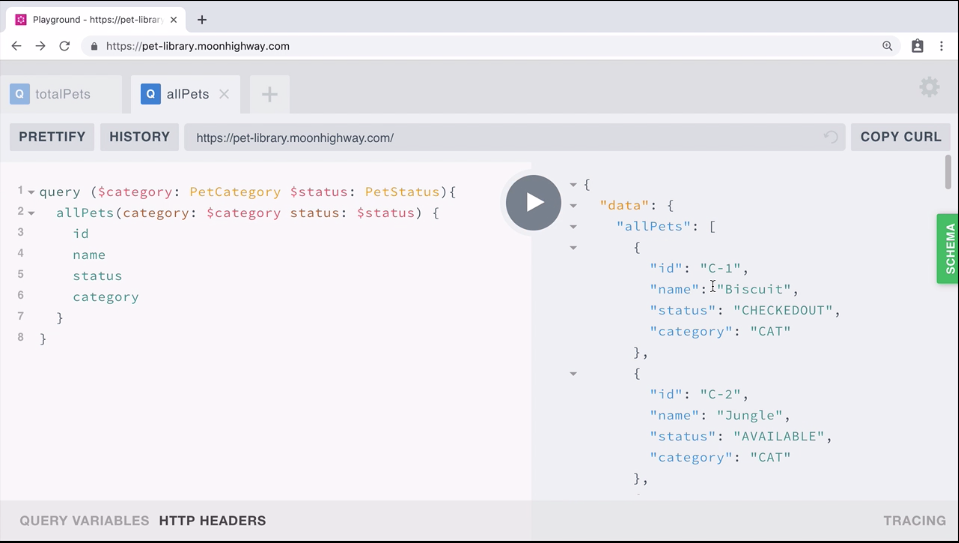 Playground - https://pet-librar
https://pet-library.moonhighway.com
Q totalPets
Q allPets
PRETTIFY
HISTORY
https://pet-library.moonhighway.com/
COPY CURL
1 query ($category: PetCategory $status: PetStatus){
2 allPets(category: $category status: $status) {
3 id
4 name
5 status
6 category
7 }
8 }
{
"data": {
"allPets": [
{
"id": "C-1",
"name": "Biscuit",
"status": "CHECKEDOUT",
"category": "CAT"
},
{
"id": "C-2",
"name": "Jungle",
"status": "AVAILABLE",
"category": "CAT"
},
SCHEMA
QUERY VARIABLES HTTP HEADERS
TRACING